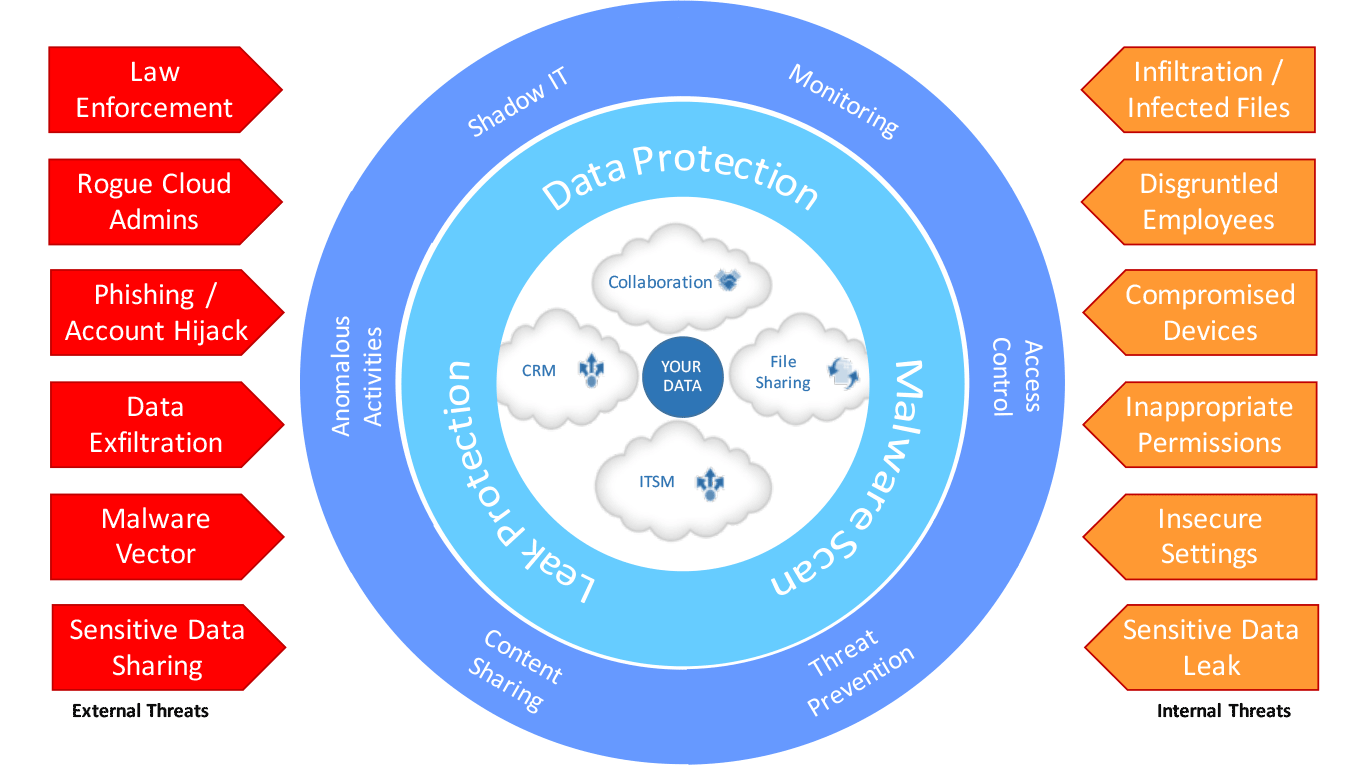 Law
Enforcement
Rogue Cloud
Admins
Phishing /
Account Hijack
Data
Exfiltration
Malware
Vector
Sensitive Data
Sharing
External Threats
Shadow IT
Monitoring
Anomalous
Activities
Access
Control
Content
Sharing
Threat
Prevention
Data Protection
Leak Protection
Malware Scan
Collaboration
CRM
YOUR
DATA
File
Sharing
ITSM
Infiltration /
Infected Files
Disgruntled
Employees
Compromised
Devices
Inappropriate
Permissions
Insecure
Settings
Sensitive Data
Leak
Internal Threats